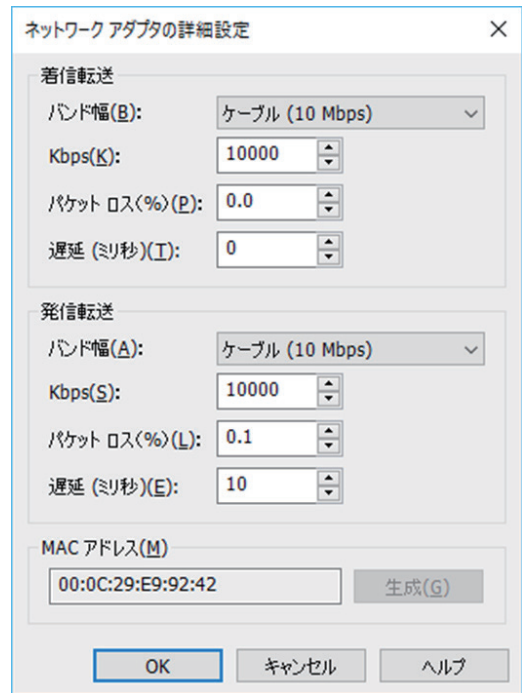 ネットワーク アダプタの詳細設定
着信転送
バンド幅(B): ケーブル (10 Mbps)
Kbps(K): 10000
パケット ロス(%)(P): 0.0
遅延 (ミリ秒)(T): 0
発信転送
バンド幅(A): ケーブル (10 Mbps)
Kbps(S): 10000
パケット ロス(%)(L): 0.1
遅延 (ミリ秒)(E): 10
MAC アドレス(M)
00:0C:29:E9:92:42 生成(G)
OK キャンセル ヘルプ